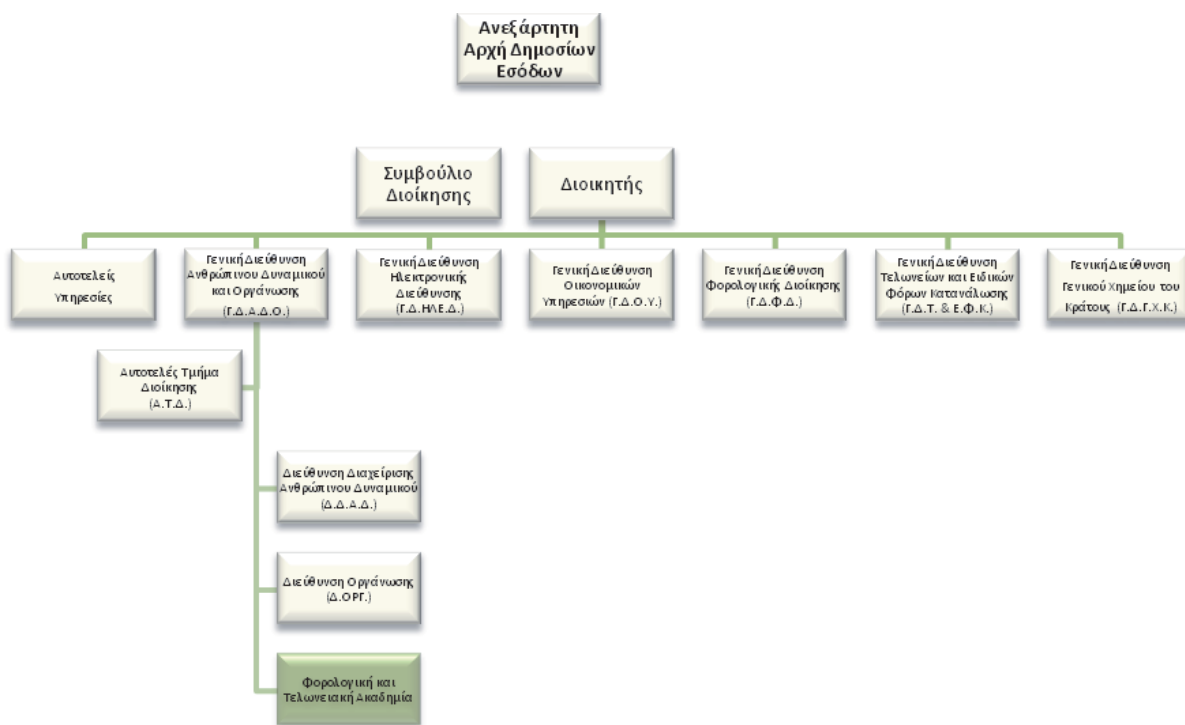 Ανεξάρτητη
Αρχή Δημοσίων
Εσόδων
Συμβούλιο
Διοίκησης
Διοικητής
Αυτοτελείς
Υπηρεσίες
Γενική Διεύθυνση
Ανθρώπινου Δυναμικού
και Οργάνωσης
(Γ.Δ.Α.Δ.Ο.)
Γενική Διεύθυνση
Ηλεκτρονικής
Διεύθυνσης
(Γ.Δ.ΗΛΕ.Δ.)
Γενική Διεύθυνση
Οικονομικών
Υπηρεσιών (Γ.Δ.Ο.Υ.)
Γενική Διεύθυνση
Φορολογικής Διοίκησης
(Γ.Δ.Φ.Δ.)
Γενική Διεύθυνση
Τελωνείων και Ειδικών
Φόρων Κατανάλωσης
(Γ.Δ.Τ. & Ε.Φ.Κ.)
Γενική Διεύθυνση
Γενικού Χημείου του
Κράτους (Γ.Δ.Γ.Χ.Κ.)
Αυτοτελές Τμήμα
Διοίκησης
(Α.Τ.Δ.)
Διεύθυνση Διαχείρισης
Ανθρώπινου Δυναμικού
(Δ.Δ.Α.Δ.)
Διεύθυνση Οργάνωσης
(Δ.ΟΡΓ.)
Φορολογική και
Τελωνειακή Ακαδημία